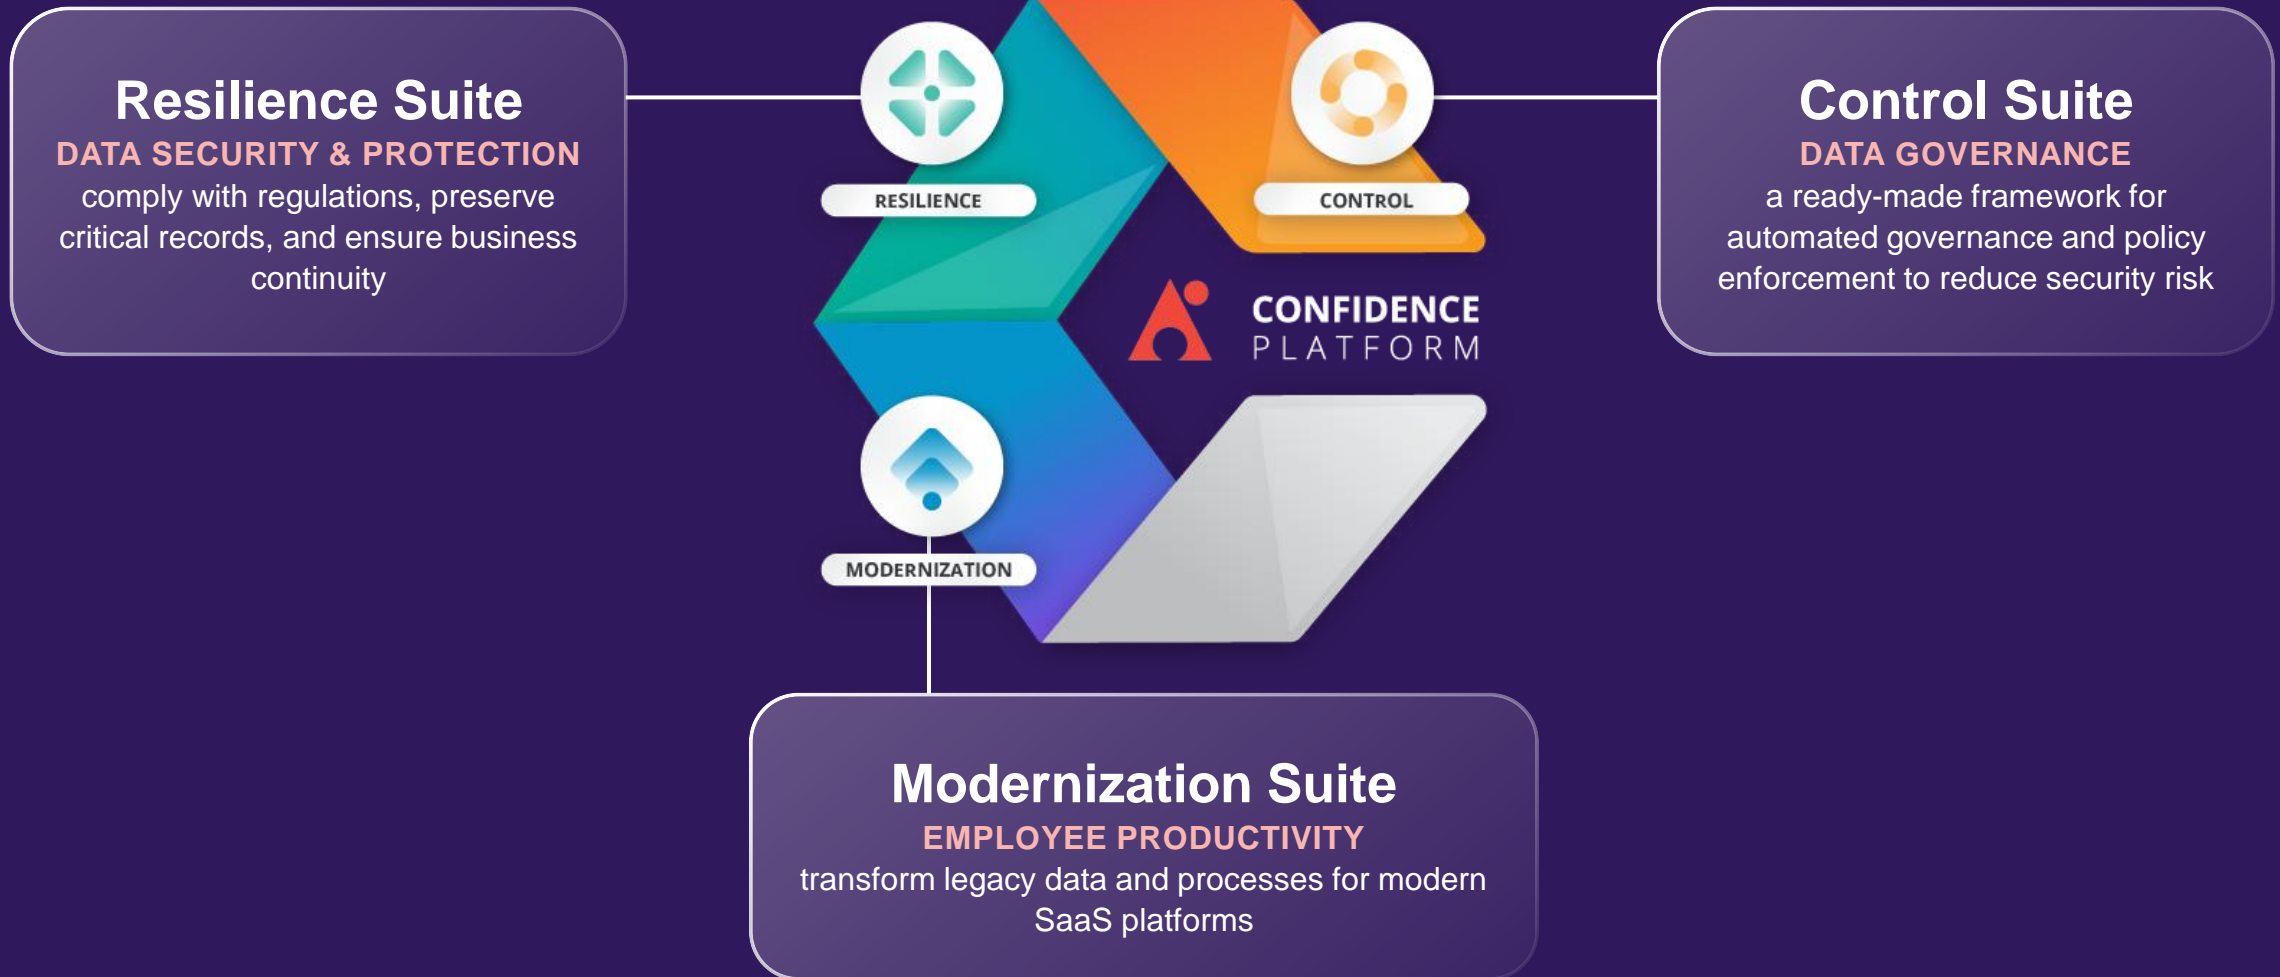 Resilience Suite
DATA SECURITY & PROTECTION
comply with regulations, preserve
critical records, and ensure business
continuity
RESILIENCE
CONTROL
Control Suite
DATA GOVERNANCE
a ready-made framework for
automated governance and policy
enforcement to reduce security risk
CONFIDENCE
PLATFORM
MODERNIZATION
Modernization Suite
EMPLOYEE PRODUCTIVITY
transform legacy data and processes for modern
SaaS platforms